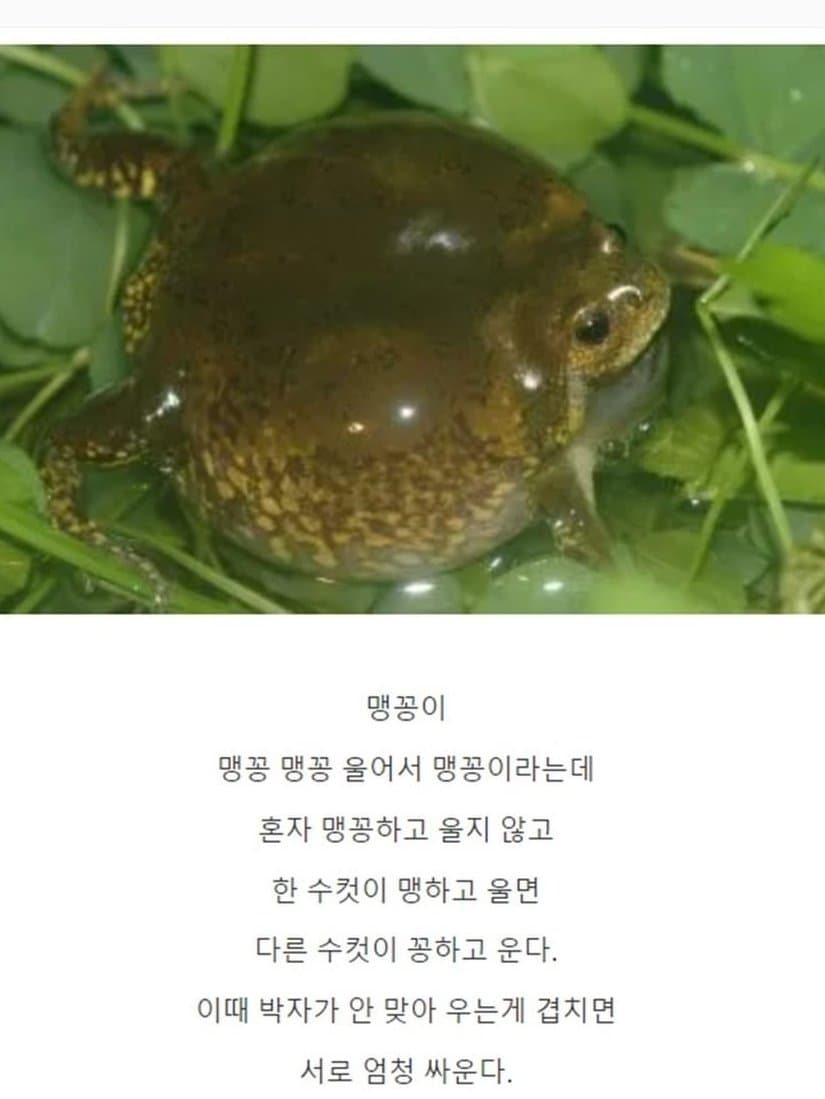 맹꽁이
맹꽁 맹꽁 울어서 맹꽁이라는데
혼자 맹꽁하고 울지 않고
한 수컷이 맹하고 울면
다른 수컷이 꽁하고 운다.
이때 박자가 안 맞아 우는게 겹치면
서로 엄청 싸운다.